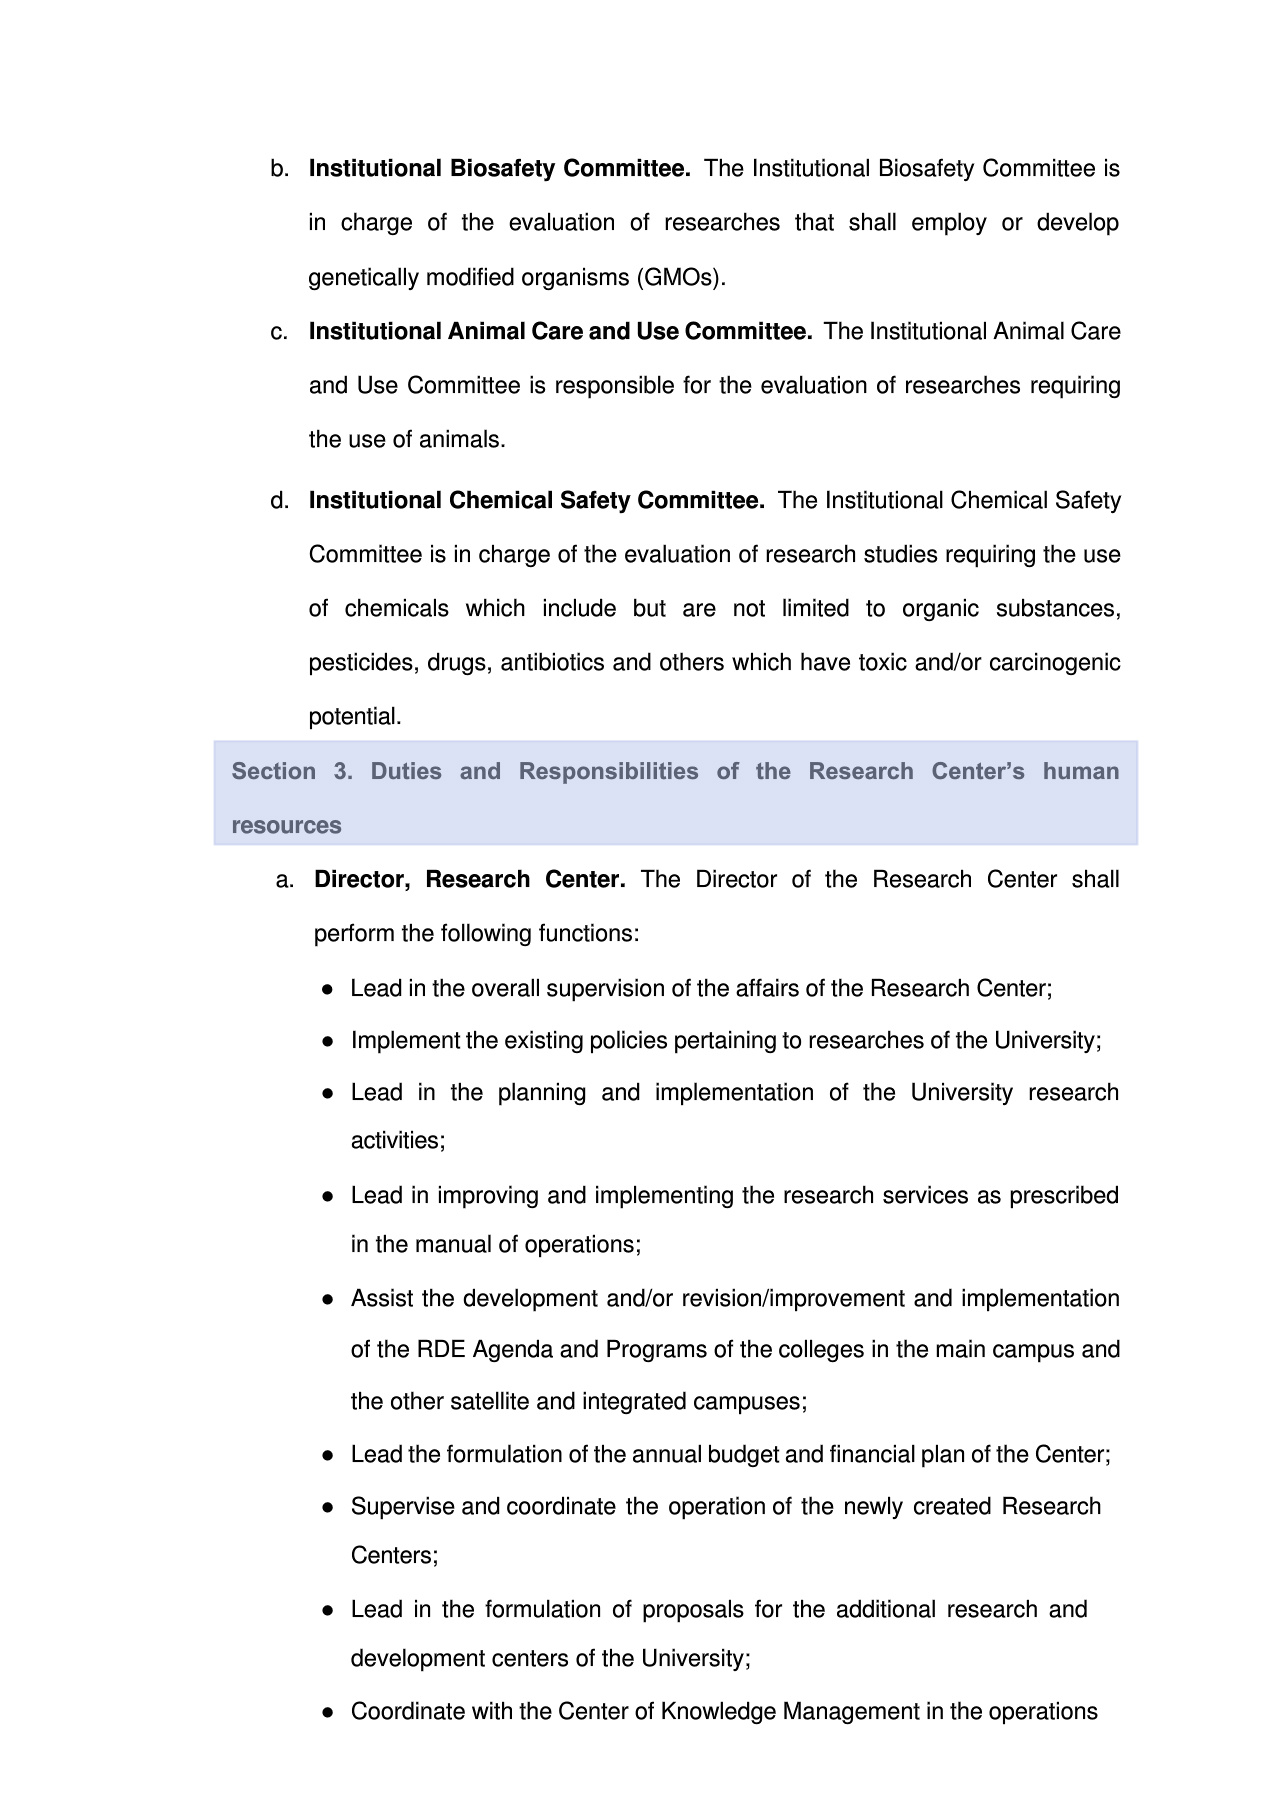 b. Institutional Biosafety Committee. The Institutional Biosafety Committee is
in charge of the evaluation of researches that shall employ or develop
genetically modified organisms (GMOs).
c. Institutional Animal Care and Use Committee. The Institutional Animal Care
and Use Committee is responsible for the evaluation of researches requiring
the use of animals.
d. Institutional Chemical Safety Committee. The Institutional Chemical Safety
Committee is in charge of the evaluation of research studies requiring the use
of chemicals which include but are not limited to organic substances,
pesticides, drugs, antibiotics and others which have toxic and/or carcinogenic
potential.
Section 3. Duties and Responsibilities of the Research Center’s human
resources
a. Director, Research Center. The Director of the Research Center shall
perform the following functions:
● Lead in the overall supervision of the affairs of the Research Center;
● Implement the existing policies pertaining to researches of the University;
● Lead in the planning and implementation of the University research
activities;
● Lead in improving and implementing the research services as prescribed
in the manual of operations;
● Assist the development and/or revision/improvement and implementation
of the RDE Agenda and Programs of the colleges in the main campus and
the other satellite and integrated campuses;
● Lead the formulation of the annual budget and financial plan of the Center;
● Supervise and coordinate the operation of the newly created Research
Centers;
● Lead in the formulation of proposals for the additional research and
development centers of the University;
● Coordinate with the Center of Knowledge Management in the operations